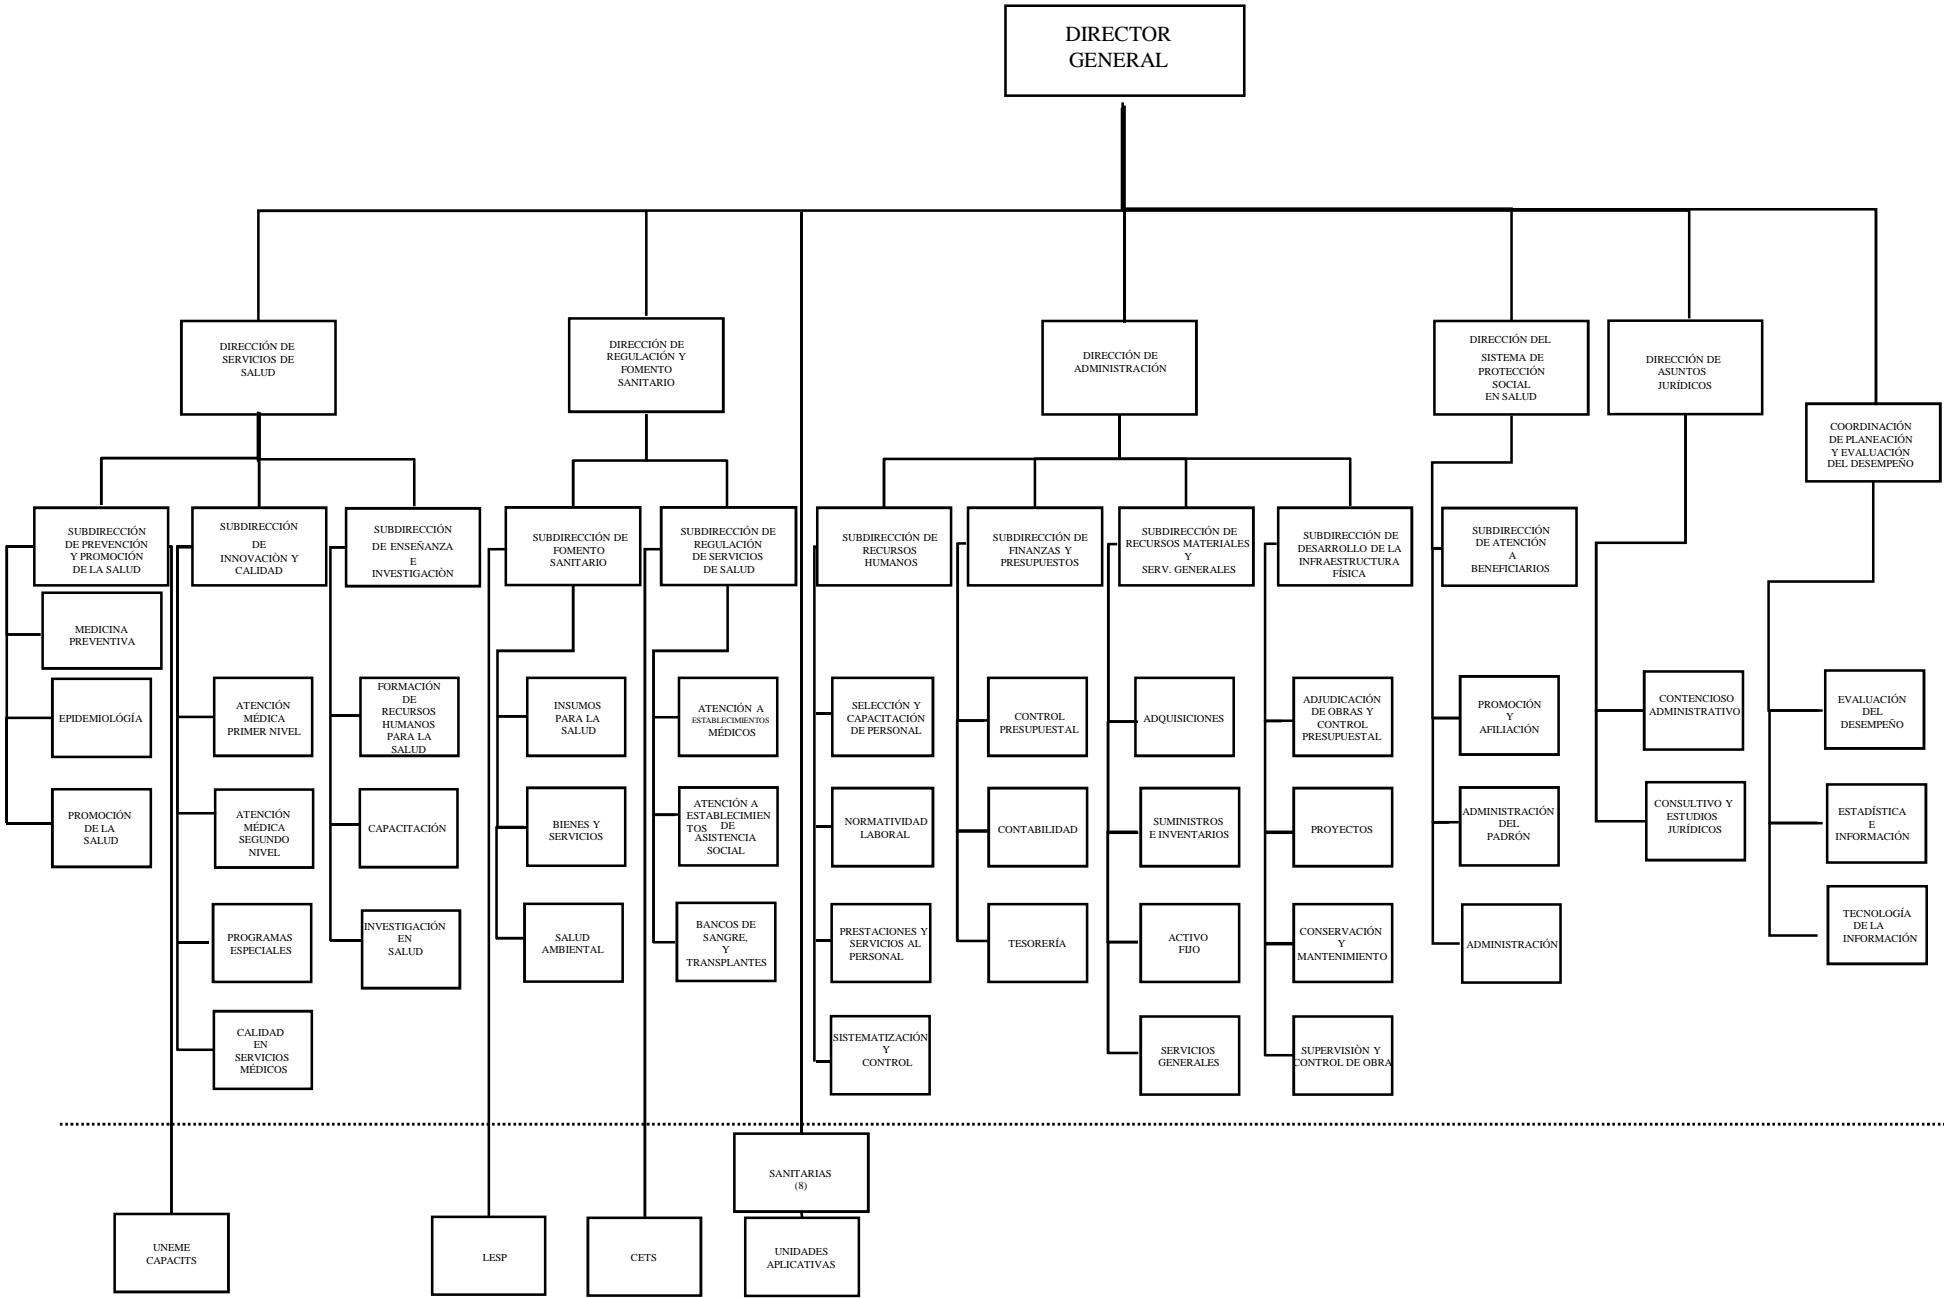 DIRECTOR
GENERAL
DIRECCIÓN DE
SERVICIOS DE
SALUD
DIRECCIÓN DE
REGULACIÓN Y
FOMENTO
SANITARIO
DIRECCIÓN DE
ADMINISTRACIÓN
DIRECCIÓN DEL
SISTEMA DE
PROTECCIÓN
SOCIAL
EN SALUD
DIRECCIÓN DE
ASUNTOS
JURÍDICOS
COORDINACIÓN
DE PLANEACIÓN
Y EVALUACIÓN
DEL DESEMPEÑO
SUBDIRECCIÓN
DE PREVENCIÓN
Y PROMOCIÓN
DE LA SALUD
SUBDIRECCIÓN
DE
INNOVACIÒN Y
CALIDAD
SUBDIRECCIÓN
DE ENSEÑANZA
E
INVESTIGACIÒN
SUBDIRECCIÓN DE
FOMENTO
SANITARIO
SUBDIRECCIÓN DE
REGULACIÓN
DE SERVICIOS
DE SALUD
SUBDIRECCIÓN DE
RECURSOS
HUMANOS
SUBDIRECCIÓN DE
FINANZAS Y
PRESUPUESTOS
SUBDIRECCIÓN DE
RECURSOS MATERIALES
Y
SERV. GENERALES
SUBDIRECCIÓN DE
DESARROLLO DE LA
INFRAESTRUCTURA
FÍSICA
SUBDIRECCIÓN
DE ATENCIÓN
A
BENEFICIARIOS
MEDICINA
PREVENTIVA
EPIDEMIOLÓGÍA
ATENCIÓN
MÉDICA
PRIMER NIVEL
FORMACIÓN
DE
RECURSOS
HUMANOS
PARA LA
SALUD
INSUMOS
PARA LA
SALUD
ATENCIÓN A
ESTABLECIMIENTOS
MÉDICOS
SELECCIÓN Y
CAPACITACIÓN
DE PERSONAL
CONTROL
PRESUPUESTAL
ADQUISICIONES
ADJUDICACIÓN
DE OBRAS Y
CONTROL
PRESUPUESTAL
PROMOCIÓN
Y
AFILIACIÓN
CONTENCIOSO
ADMINISTRATIVO
EVALUACIÓN
DEL
DESEMPEÑO
PROMOCIÓN
DE LA
SALUD
ATENCIÓN
MÉDICA
SEGUNDO
NIVEL
CAPACITACIÓN
BIENES Y
SERVICIOS
ATENCIÓN A
ESTABLECIMIEN
TOS DE
ASISTENCIA
SOCIAL
NORMATIVIDAD
LABORAL
CONTABILIDAD
SUMINISTROS
E INVENTARIOS
PROYECTOS
ADMINISTRACIÓN
DEL
PADRÓN
CONSULTIVO Y
ESTUDIOS
JURÍDICOS
ESTADÍSTICA
E
INFORMACIÓN
PROGRAMAS
ESPECIALES
INVESTIGACIÓN
EN
SALUD
SALUD
AMBIENTAL
BANCOS DE
SANGRE,
Y
TRANSPLANTES
PRESTACIONES Y
SERVICIOS AL
PERSONAL
TESORERÍA
ACTIVO
FIJO
CONSERVACIÓN
Y
MANTENIMIENTO
ADMINISTRACIÓN
TECNOLOGÍA
DE LA
INFORMACIÓN
CALIDAD
EN
SERVICIOS
MÉDICOS
SISTEMATIZACIÓN
Y
CONTROL
SERVICIOS
GENERALES
SUPERVISIÒN Y
CONTROL DE OBRA
SANITARIAS
(8)
UNEME
CAPACITS
LESP
CETS
UNIDADES
APLICATIVAS